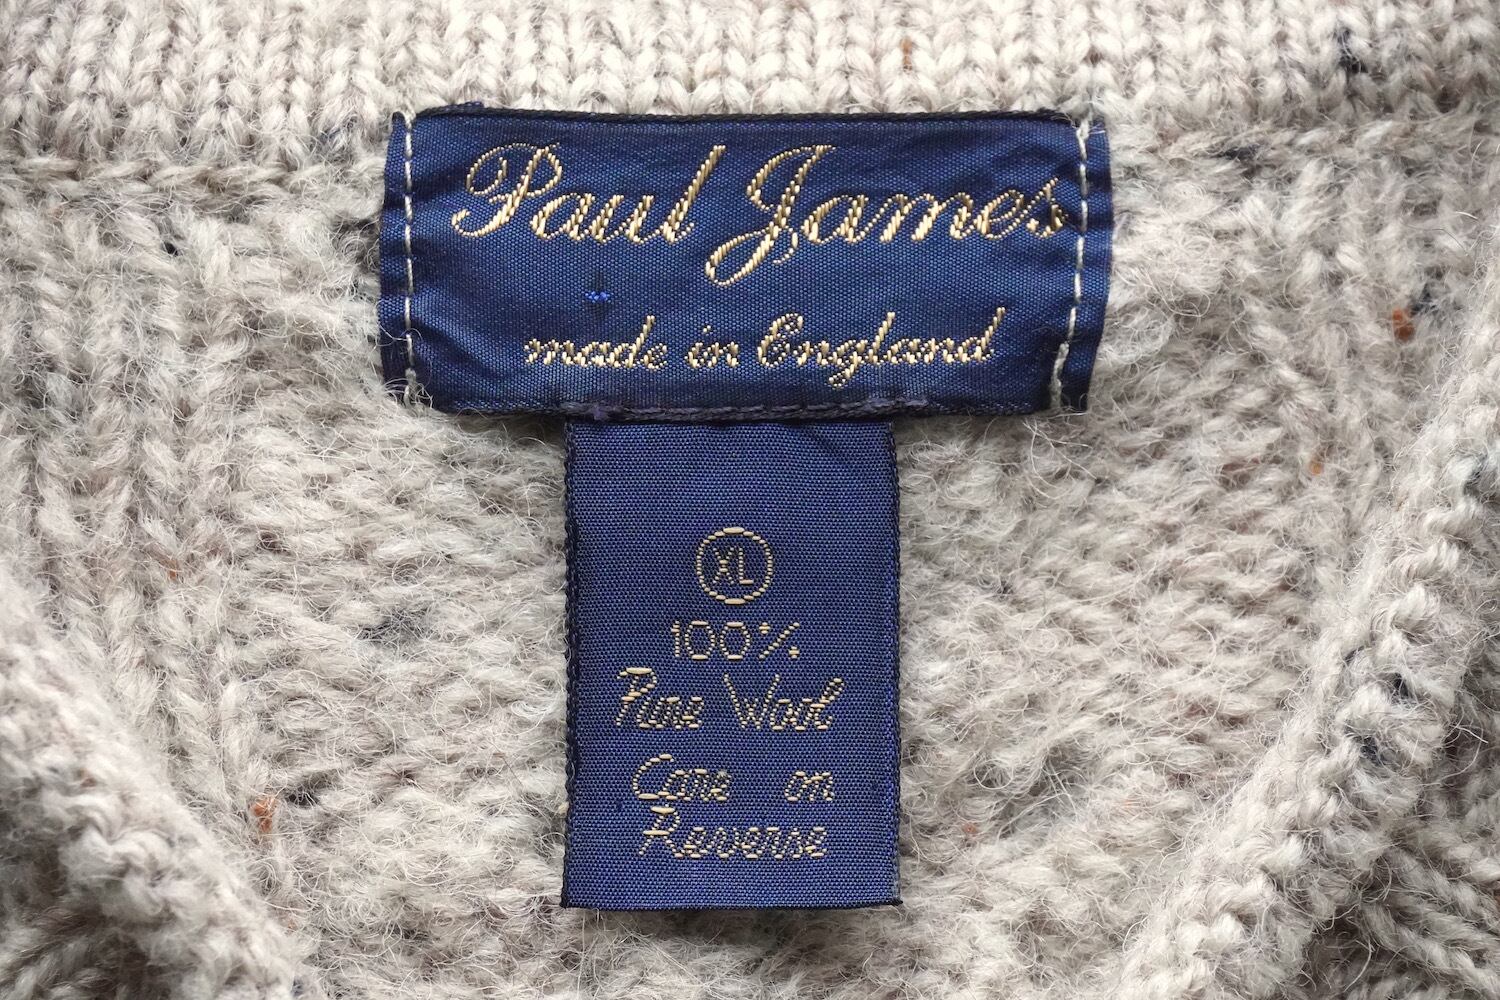 Paul James
made in England
XL
100%
Pure Wool
Care on
Reverse